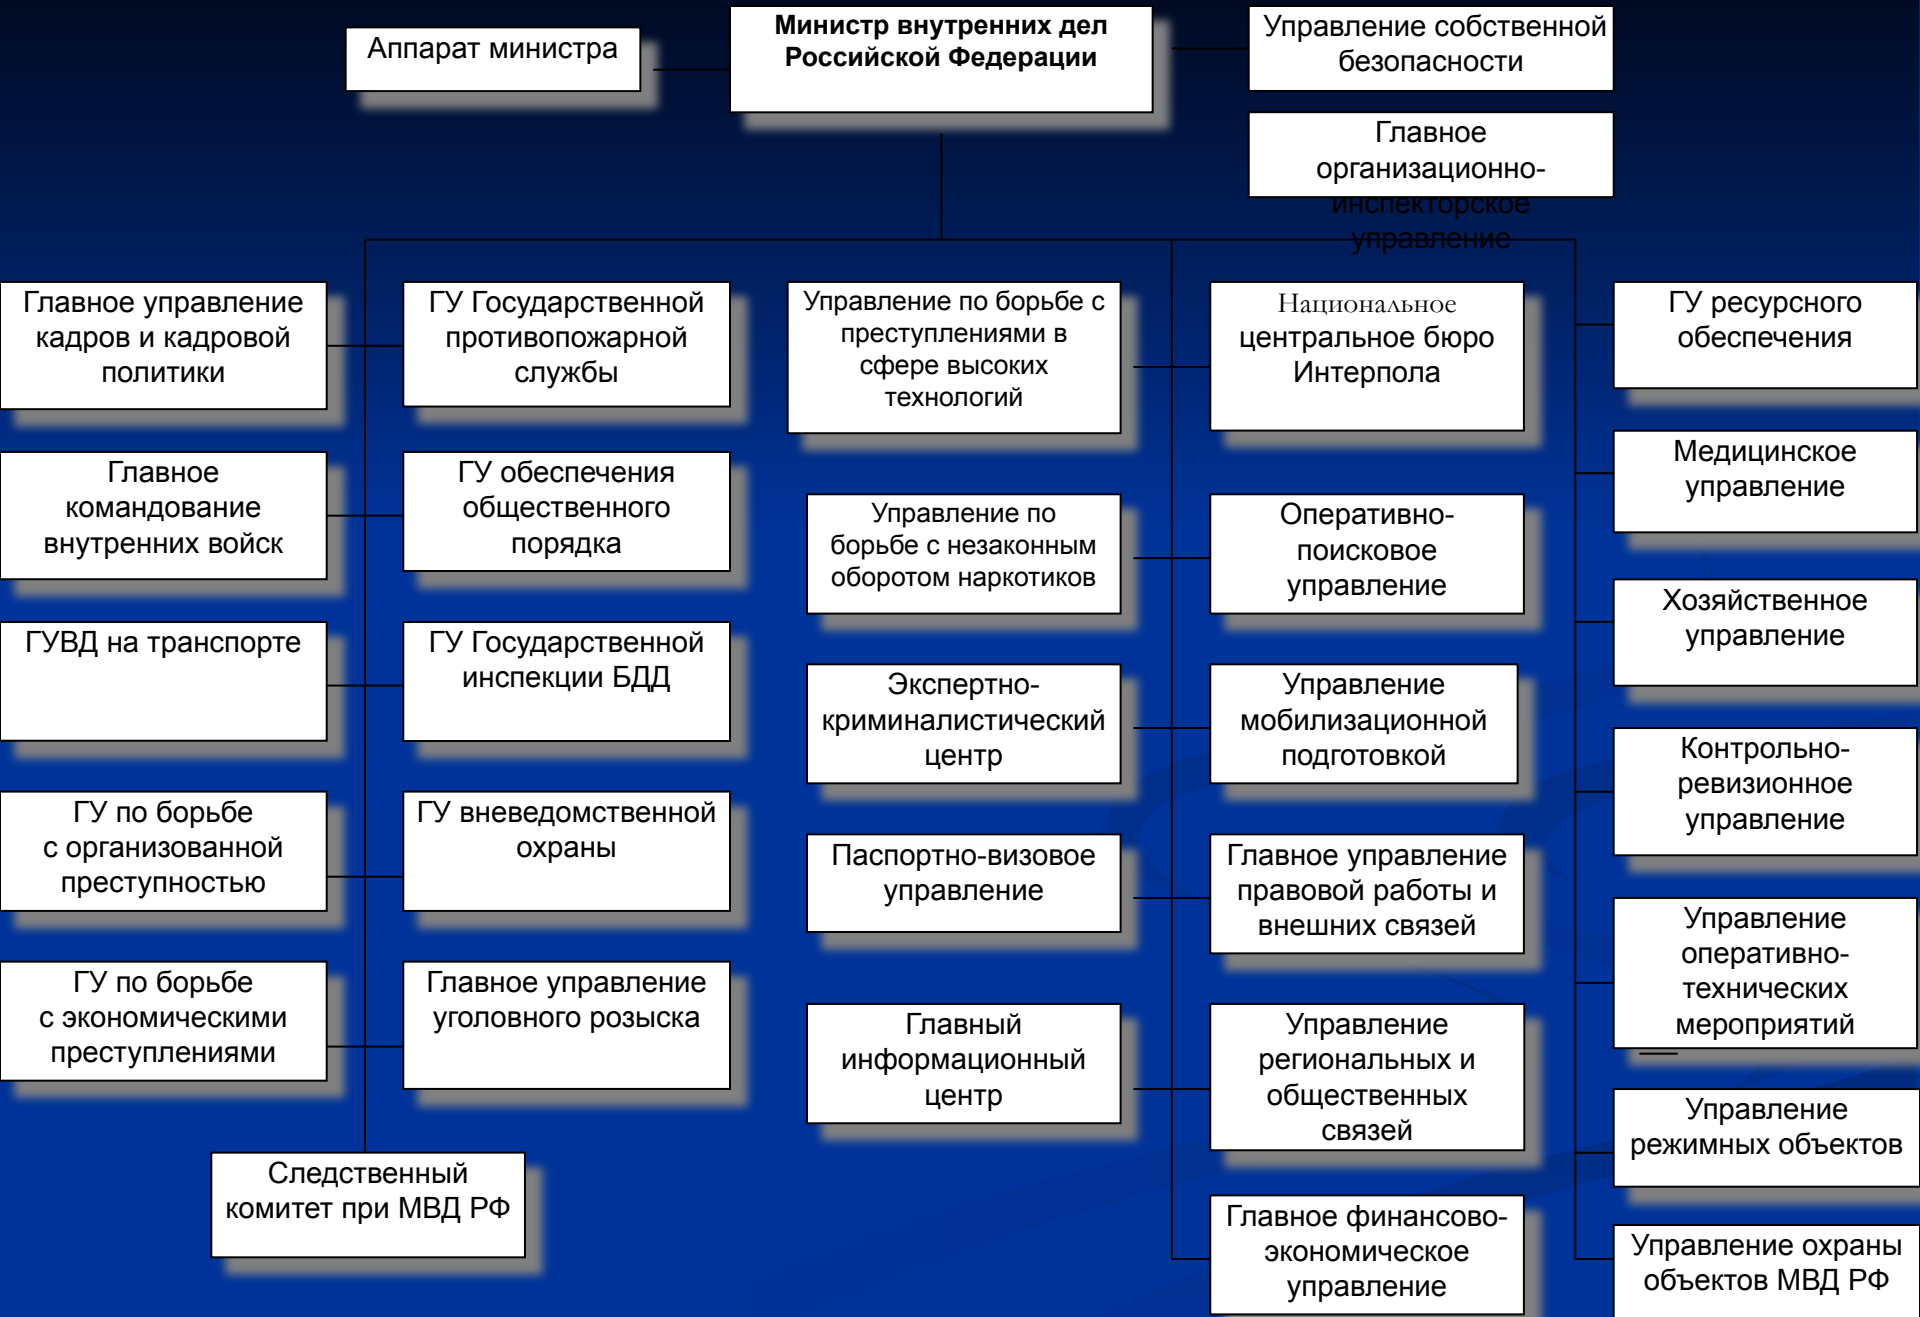 Аппарат министра
Министр внутренних дел
Российской Федерации
Управление собственной
безопасности
Главное
организационно-
инспекторское
управление
Главное управление
кадров и кадровой
политики
ГУ Государственной
противопожарной
службы
Управление по борьбе с
преступлениями в
сфере высоких
технологий
Национальное
центральное бюро
Интерпола
ГУ ресурсного
обеспечения
Главное
командование
внутренних войск
ГУ обеспечения
общественного
порядка
Управление по
борьбе с незаконным
оборотом наркотиков
Оперативно-
поисковое
управление
Медицинское
управление
ГУВД на транспорте
ГУ Государственной
инспекции БДД
Экспертно-
криминалистический
центр
Управление
мобилизационной
подготовкой
Хозяйственное
управление
ГУ по борьбе
с организованной
преступностью
ГУ вневедомственной
охраны
Паспортно-визовое
управление
Главное управление
правовой работы и
внешних связей
Контрольно-
ревизионное
управление
ГУ по борьбе
с экономическими
преступлениями
Главное управление
уголовного розыска
Главный
информационный
центр
Управление
региональных и
общественных
связей
Управление
оперативно-
технических
мероприятий
Следственный
комитет при МВД РФ
Главное финансово-
экономическое
управление
Управление
режимных объектов
Управление охраны
объектов МВД РФ